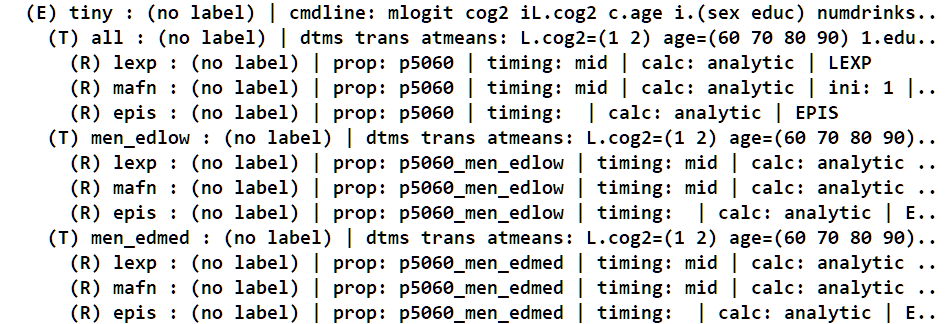 (E) tiny : (no label) | cmdline: mlogit cog2 iL.cog2 c.age i.(sex educ) numdrinks..
(T) all : (no label) | dtms trans atmeans: L.cog2=(1 2) age=(60 70 80 90) 1.edu..
(R) lexp : (no label) | prop: p5060 | timing: mid | calc: analytic | LEXP
(R) mafn : (no label) | prop: p5060 | timing: mid | calc: analytic | ini: 1 |..
(R) epis : (no label) | prop: p5060 | timing:  | calc: analytic | EPIS
(T) men_edlow : (no label) | dtms trans atmeans: L.cog2=(1 2) age=(60 70 80 90)..
(R) lexp : (no label) | prop: p5060_men_edlow | timing: mid | calc: analytic ..
(R) mafn : (no label) | prop: p5060_men_edlow | timing: mid | calc: analytic ..
(R) epis : (no label) | prop: p5060_men_edlow | timing:  | calc: analytic | E..
(T) men_edmed : (no label) | dtms trans atmeans: L.cog2=(1 2) age=(60 70 80 90)..
(R) lexp : (no label) | prop: p5060_men_edmed | timing: mid | calc: analytic ..
(R) mafn : (no label) | prop: p5060_men_edmed | timing: mid | calc: analytic ..
(R) epis : (no label) | prop: p5060_men_edmed | timing:  | calc: analytic | E..